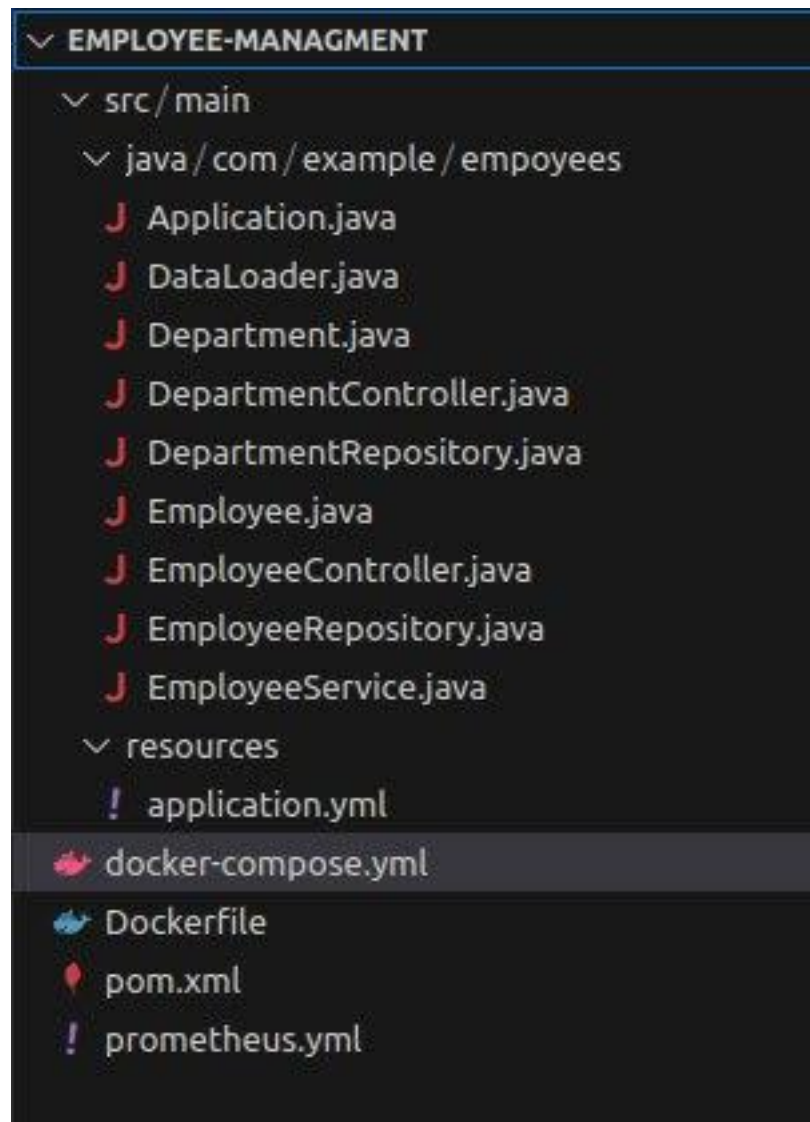 EMPLOYEE-MANAGMENT
src/main
java/com/example/empoyees
J Application.java
J DataLoader.java
J Department.java
J DepartmentController.java
J DepartmentRepository.java
J Employee.java
J EmployeeController.java
J EmployeeRepository.java
J EmployeeService.java
resources
! application.yml
docker-compose.yml
Dockerfile
pom.xml
! prometheus.yml